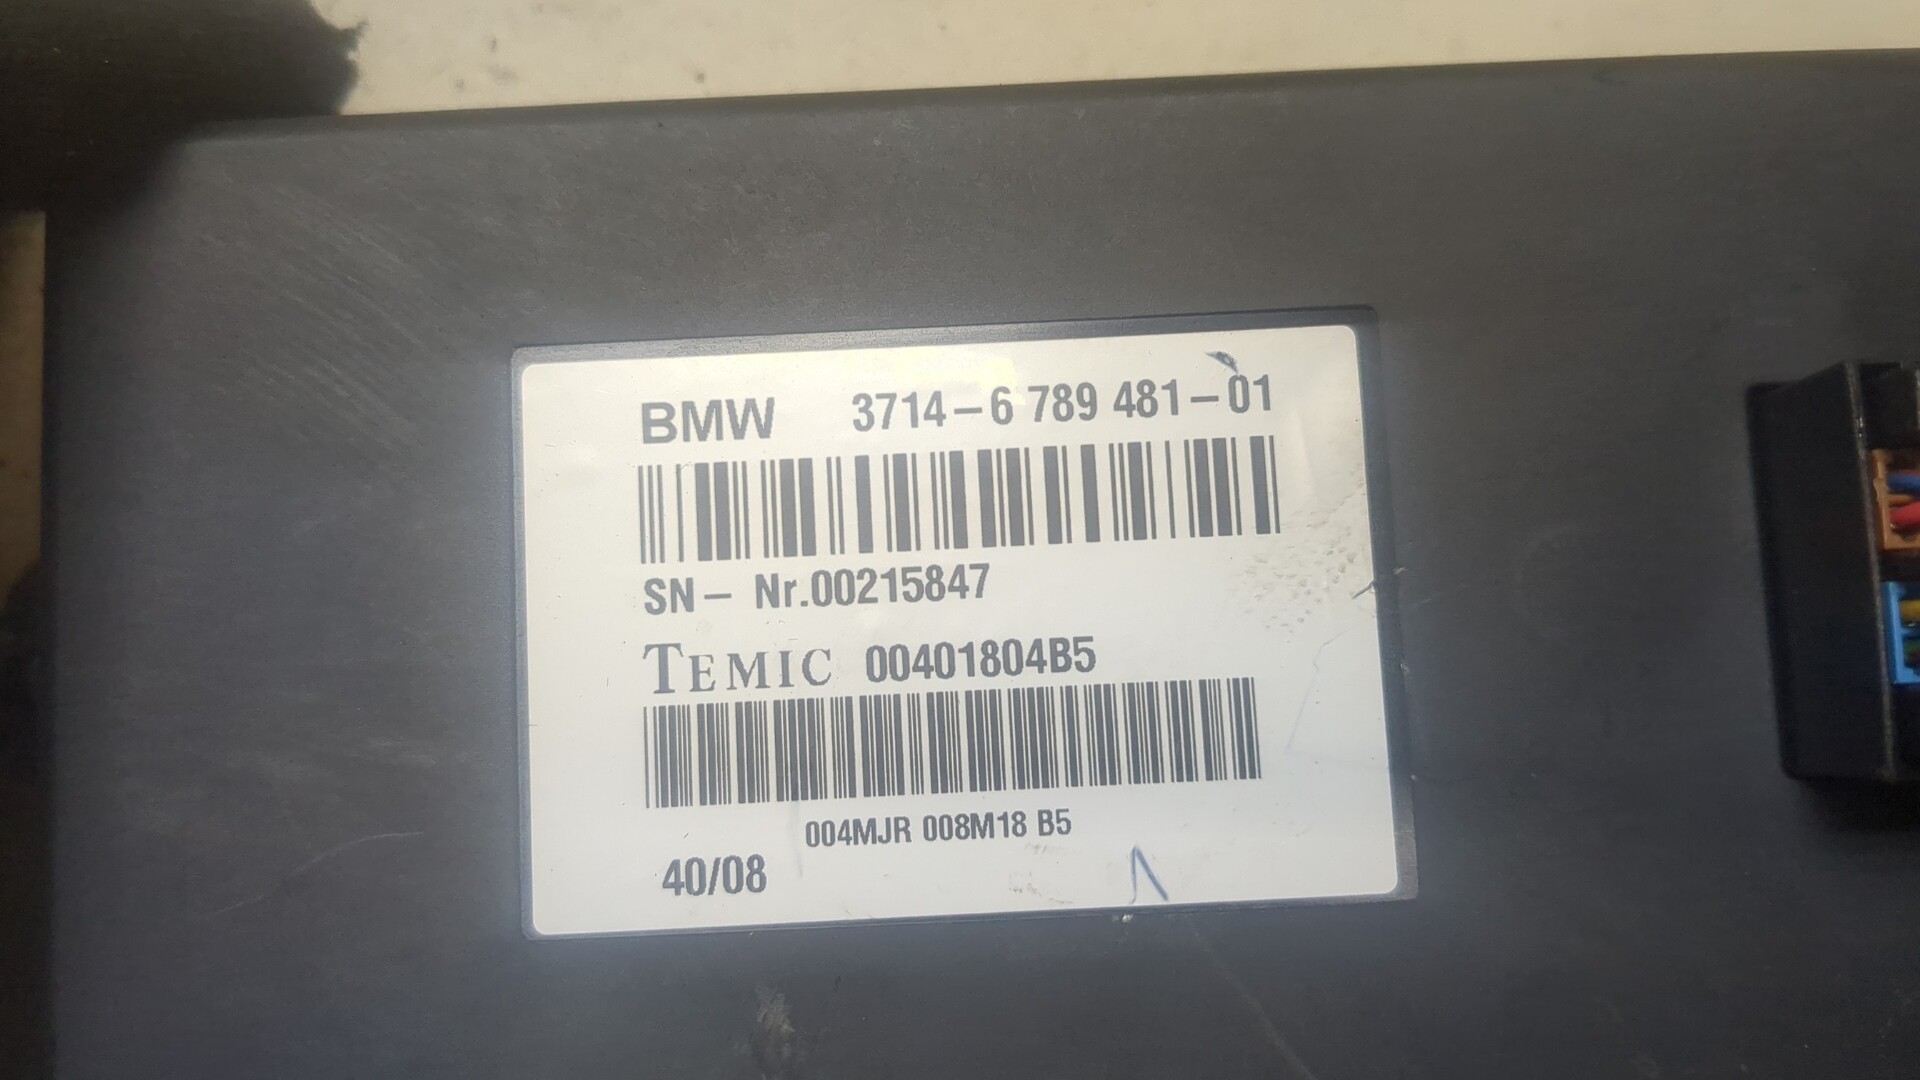 BMW 3714-6 789 481-01
SN- Nr.00215847
TEMIC 00401804B5
004MJR 008M18 B5
40/08